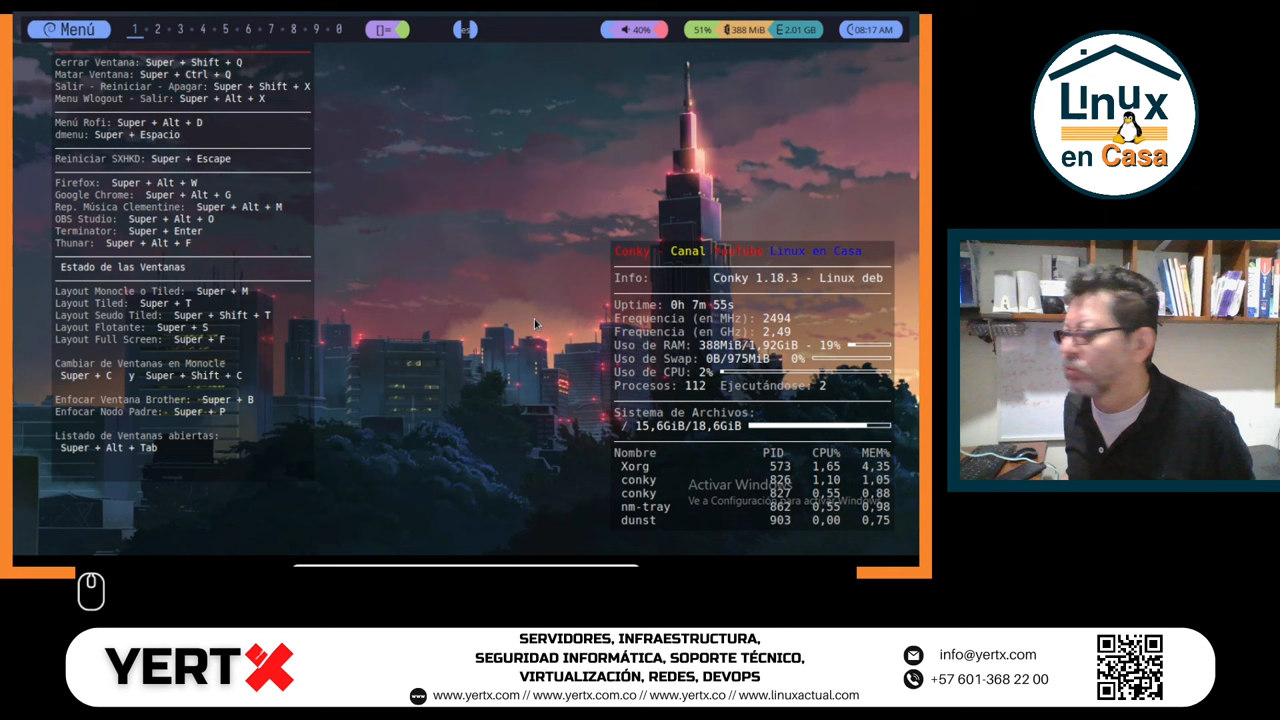 Menú 1 2 3 4 5 6 7 8 9 0 []= es 40% 51% 388 MiB 2.01 GB 08:17 AM
Cerrar Ventana: Super + Shift + Q
Matar Ventana: Super + Ctrl + Q
Salir - Reiniciar - Apagar: Super + Shift + X
Menu Wlogout - Salir: Super + Alt + X
Menú Rofi: Super + Alt + D
dmenu: Super + Espacio
Reiniciar SXHKD: Super + Escape
Firefox: Super + Alt + W
Google Chrome: Super + Alt + G
Rep. Música Clementine: Super + Alt + M
OBS Studio: Super + Alt + O
Terminator: Super + Enter
Thunar: Super + Alt + F
Estado de las Ventanas
Layout Monocle o Tiled: Super + M
Layout Tiled: Super + T
Layout Seudo Tiled: Super + Shift + T
Layout Flotante: Super + S
Layout Full Screen: Super + F
Cambiar de Ventanas en Monocle
Super + C y Super + Shift + C
Enfocar Ventana Brother: Super + B
Enfocar Nodo Padre: Super + P
Listado de Ventanas abiertas:
Super + Alt + Tab
Conky - Canal YouTube Linux en Casa
Info: Conky 1.18.3 - Linux deb
Uptime: 0h 7m 55s
Frequencia (en MHz): 2494
Frequencia (en GHz): 2,49
Uso de RAM: 388MiB/1,92GiB - 19%
Uso de Swap: 0B/975MiB - 0%
Uso de CPU: 2%
Procesos: 112 Ejecutándose: 2
Sistema de Archivos:
/ 15,6GiB/18,6GiB
Nombre PID CPU% MEM%
Xorg 573 1,65 4,35
conky 826 1,10 1,05
conky 827 0,55 0,88
nm-tray 862 0,55 0,98
dunst 903 0,00 0,75
Activar Windows
Ve a Configuración para activar Windows.
Linux
en Casa
YERTX
SERVIDORES, INFRAESTRUCTURA,
SEGURIDAD INFORMÁTICA, SOPORTE TÉCNICO,
VIRTUALIZACIÓN, REDES, DEVOPS
www.yertx.com // www.yertx.com.co // www.yertx.co // www.linuxactual.com
info@yertx.com
+57 601-368 22 00